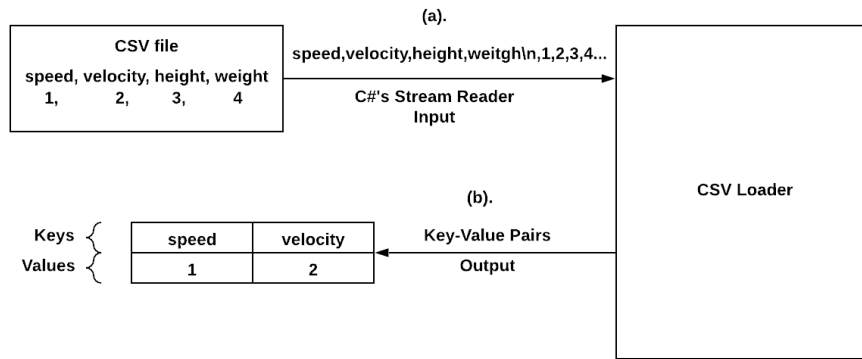 (a).
CSV file
speed, velocity, height, weight
1, 2, 3, 4
speed,velocity,height,weitgh\n,1,2,3,4...
C#'s Stream Reader
Input
CSV Loader
(b).
Keys
Values
speed velocity
1 2
Key-Value Pairs
Output